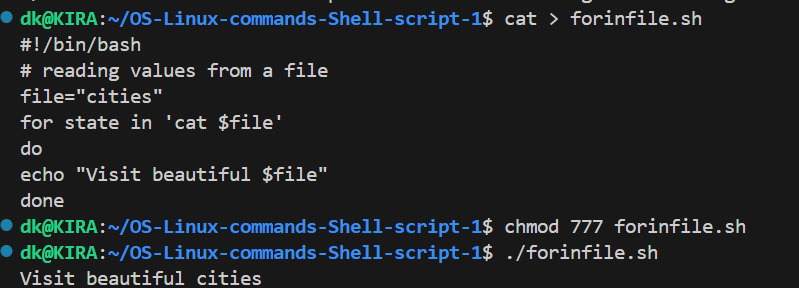 dk@KIRA:~/OS-Linux-commands-Shell-script-1$ cat > forinfile.sh
#!/bin/bash
# reading values from a file
file="cities"
for state in 'cat $file'
do
echo "Visit beautiful $file"
done
dk@KIRA:~/OS-Linux-commands-Shell-script-1$ chmod 777 forinfile.sh
dk@KIRA:~/OS-Linux-commands-Shell-script-1$ ./forinfile.sh
Visit beautiful cities